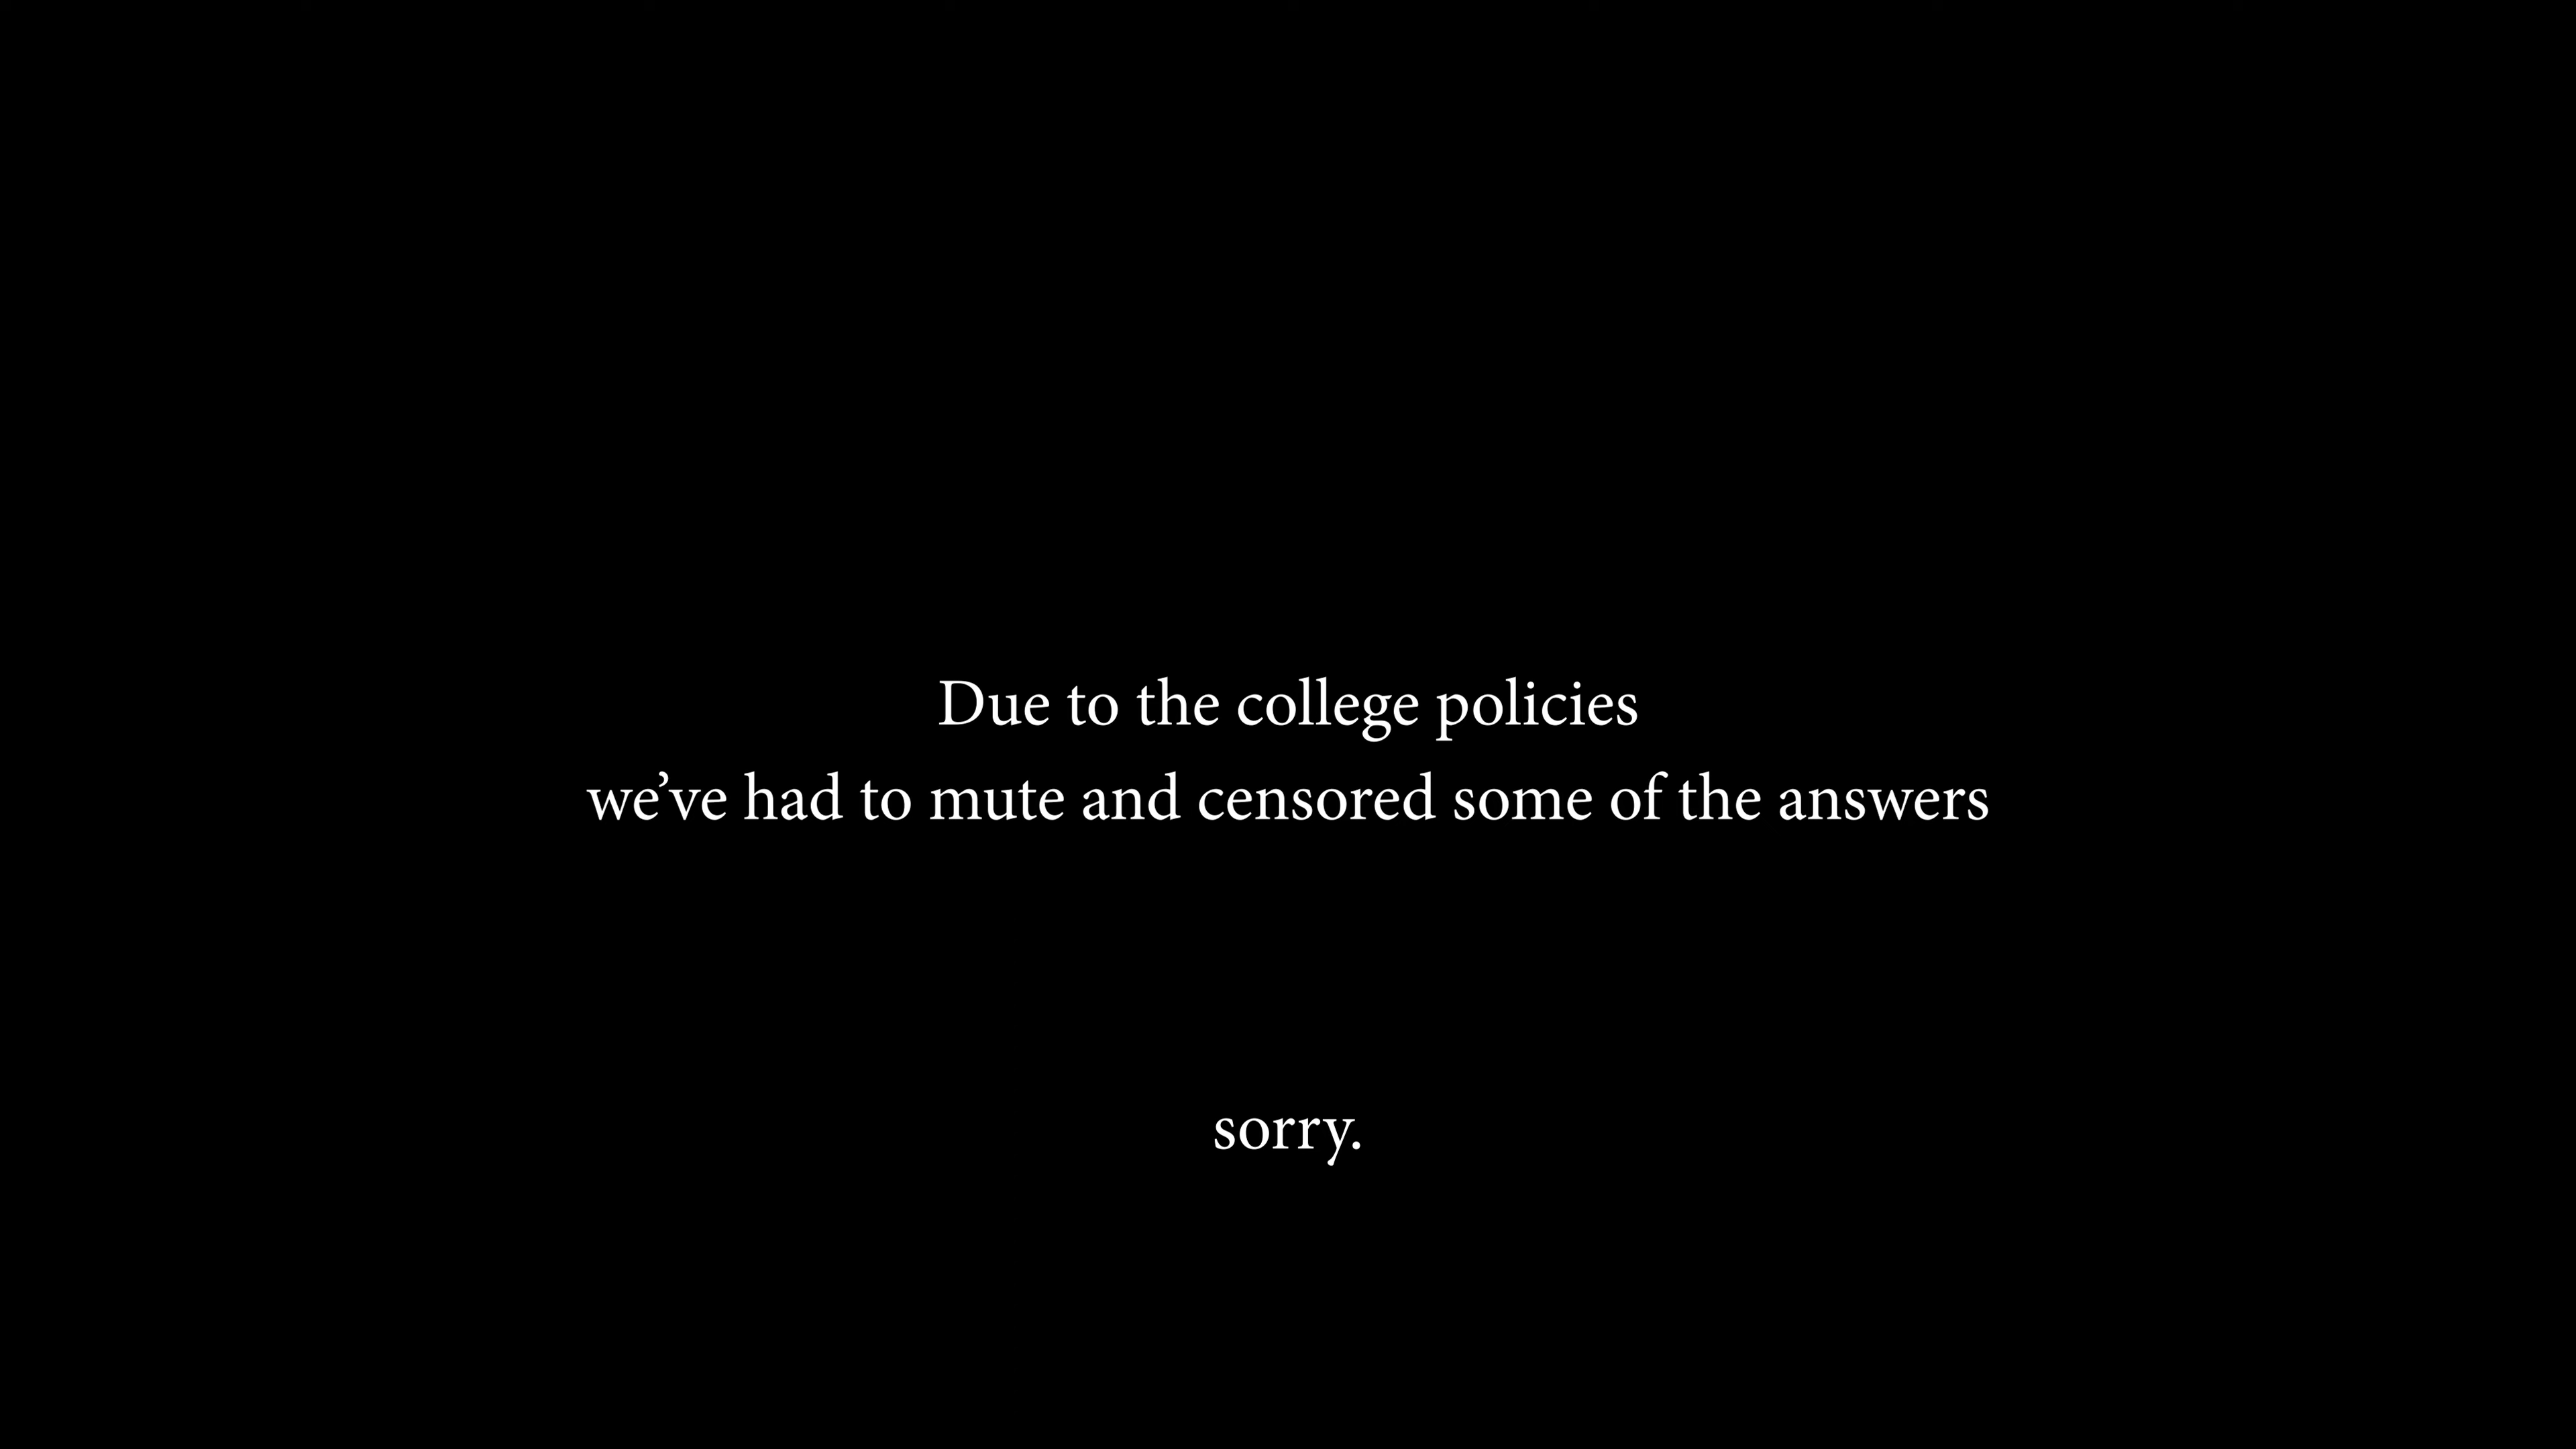 Due to the college policies
we’ve had to mute and censored some of the answers
sorry.